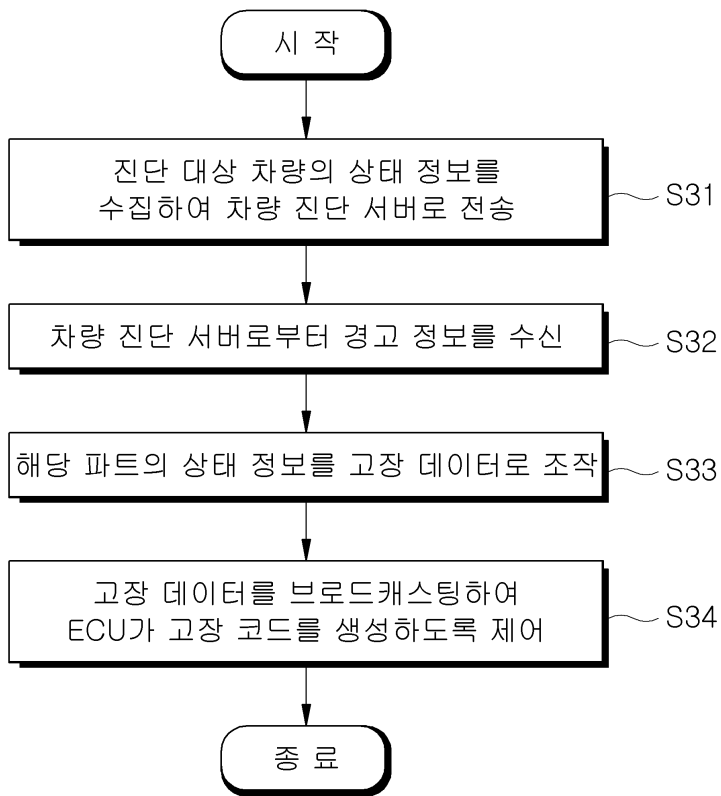 시 작
진단 대상 차량의 상태 정보를
수집하여 차량 진단 서버로 전송
S31
차량 진단 서버로부터 경고 정보를 수신
S32
해당 파트의 상태 정보를 고장 데이터로 조작
S33
고장 데이터를 브로드캐스팅하여
ECU가 고장 코드를 생성하도록 제어
S34
종 료